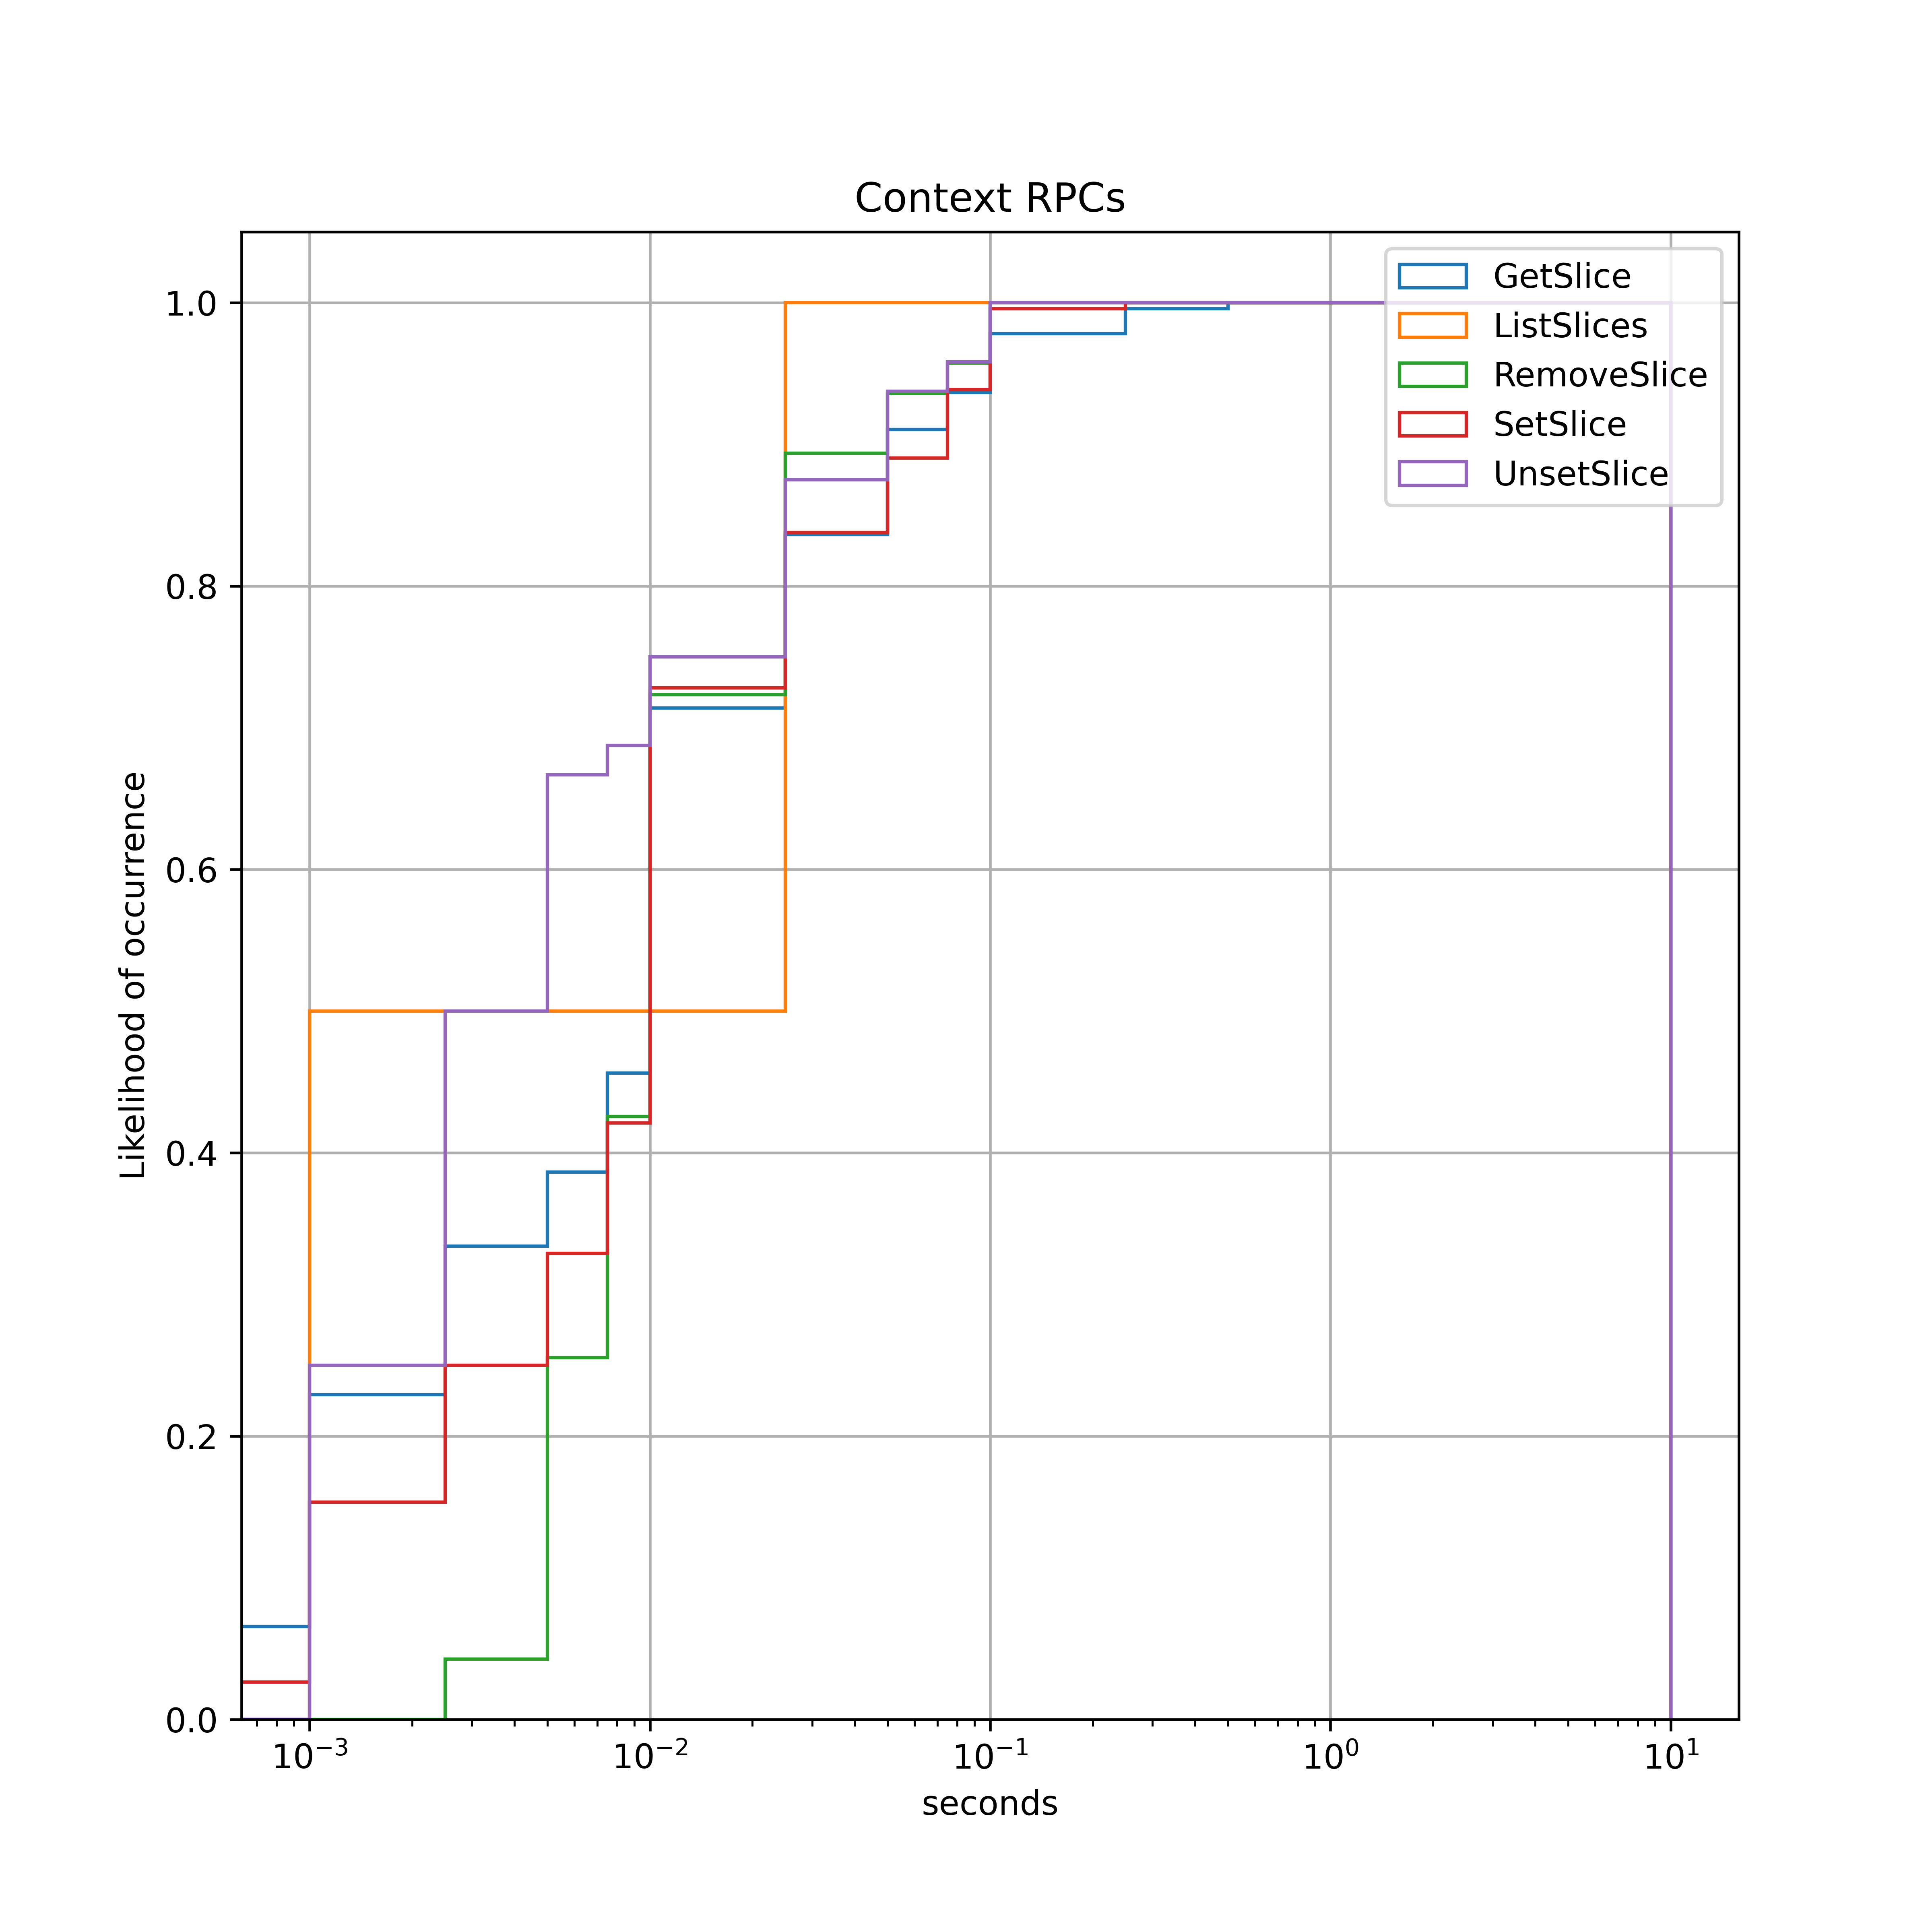 Context RPCs
GetSlice
ListSlices
RemoveSlice
SetSlice
UnsetSlice
Likelihood of occurrence
1.0
0.8
0.6
0.4
0.2
0.0
10⁻³ 10⁻² 10⁻¹ 10⁰ 10¹
seconds